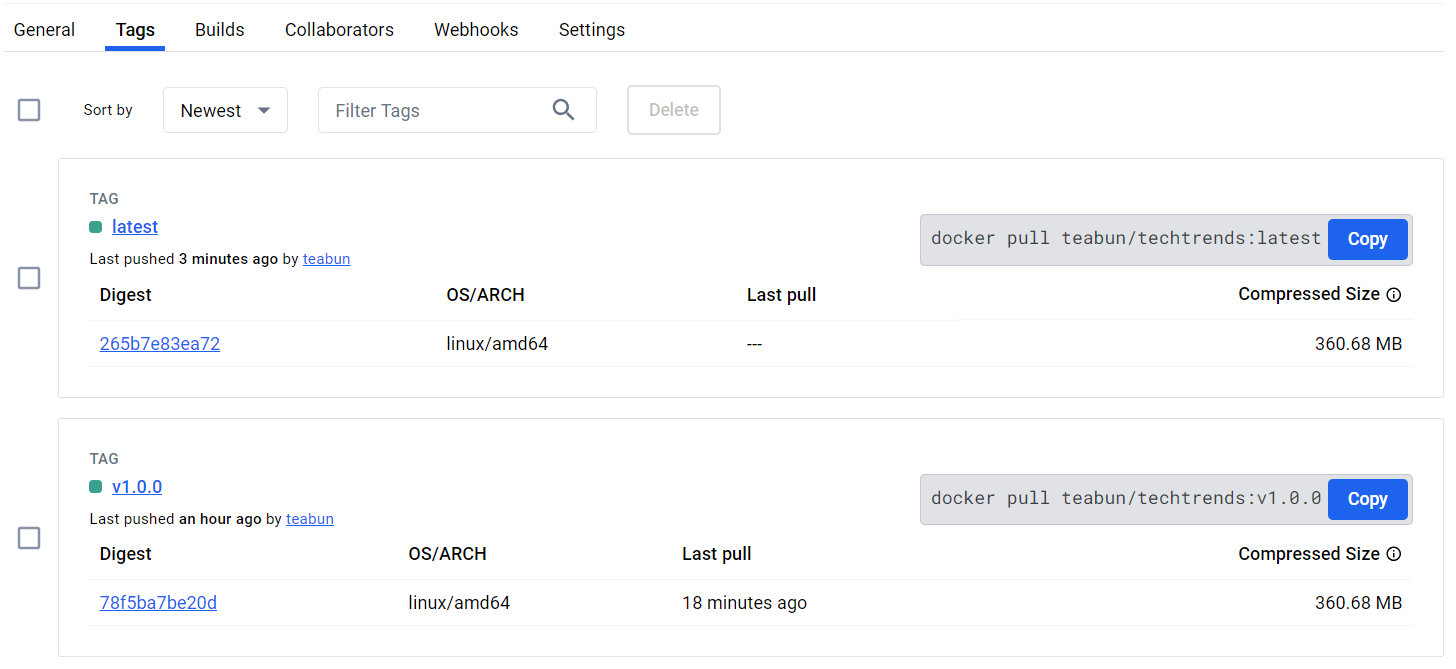 General Tags Builds Collaborators Webhooks Settings
Sort by Newest Filter Tags Delete
TAG
latest
docker pull teabun/techtrends:latest Copy
Last pushed 3 minutes ago by teabun
Digest OS/ARCH Last pull Compressed Size
265b7e83ea72 linux/amd64 --- 360.68 MB
TAG
v1.0.0
docker pull teabun/techtrends:v1.0.0 Copy
Last pushed an hour ago by teabun
Digest OS/ARCH Last pull Compressed Size
78f5ba7be20d linux/amd64 18 minutes ago 360.68 MB